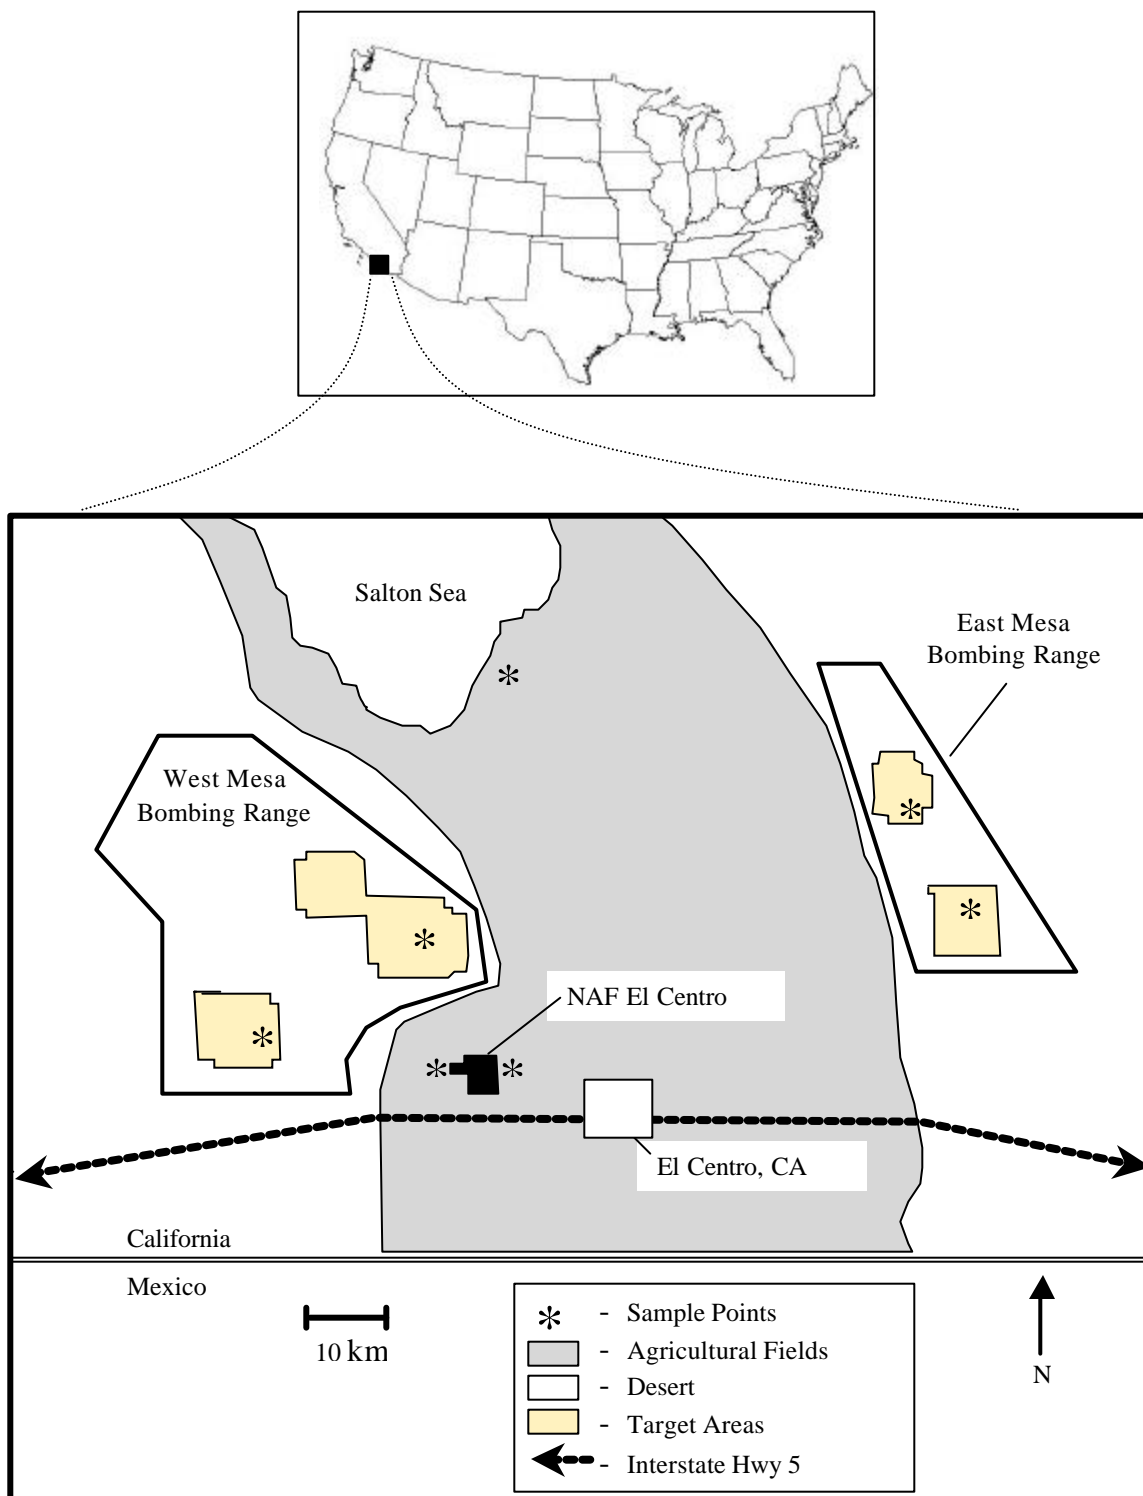 Salton Sea
East Mesa
Bombing Range
West Mesa
Bombing Range
NAF El Centro
El Centro, CA
California
Mexico
10 km
* - Sample Points
- Agricultural Fields
- Desert
- Target Areas
- Interstate Hwy 5
N